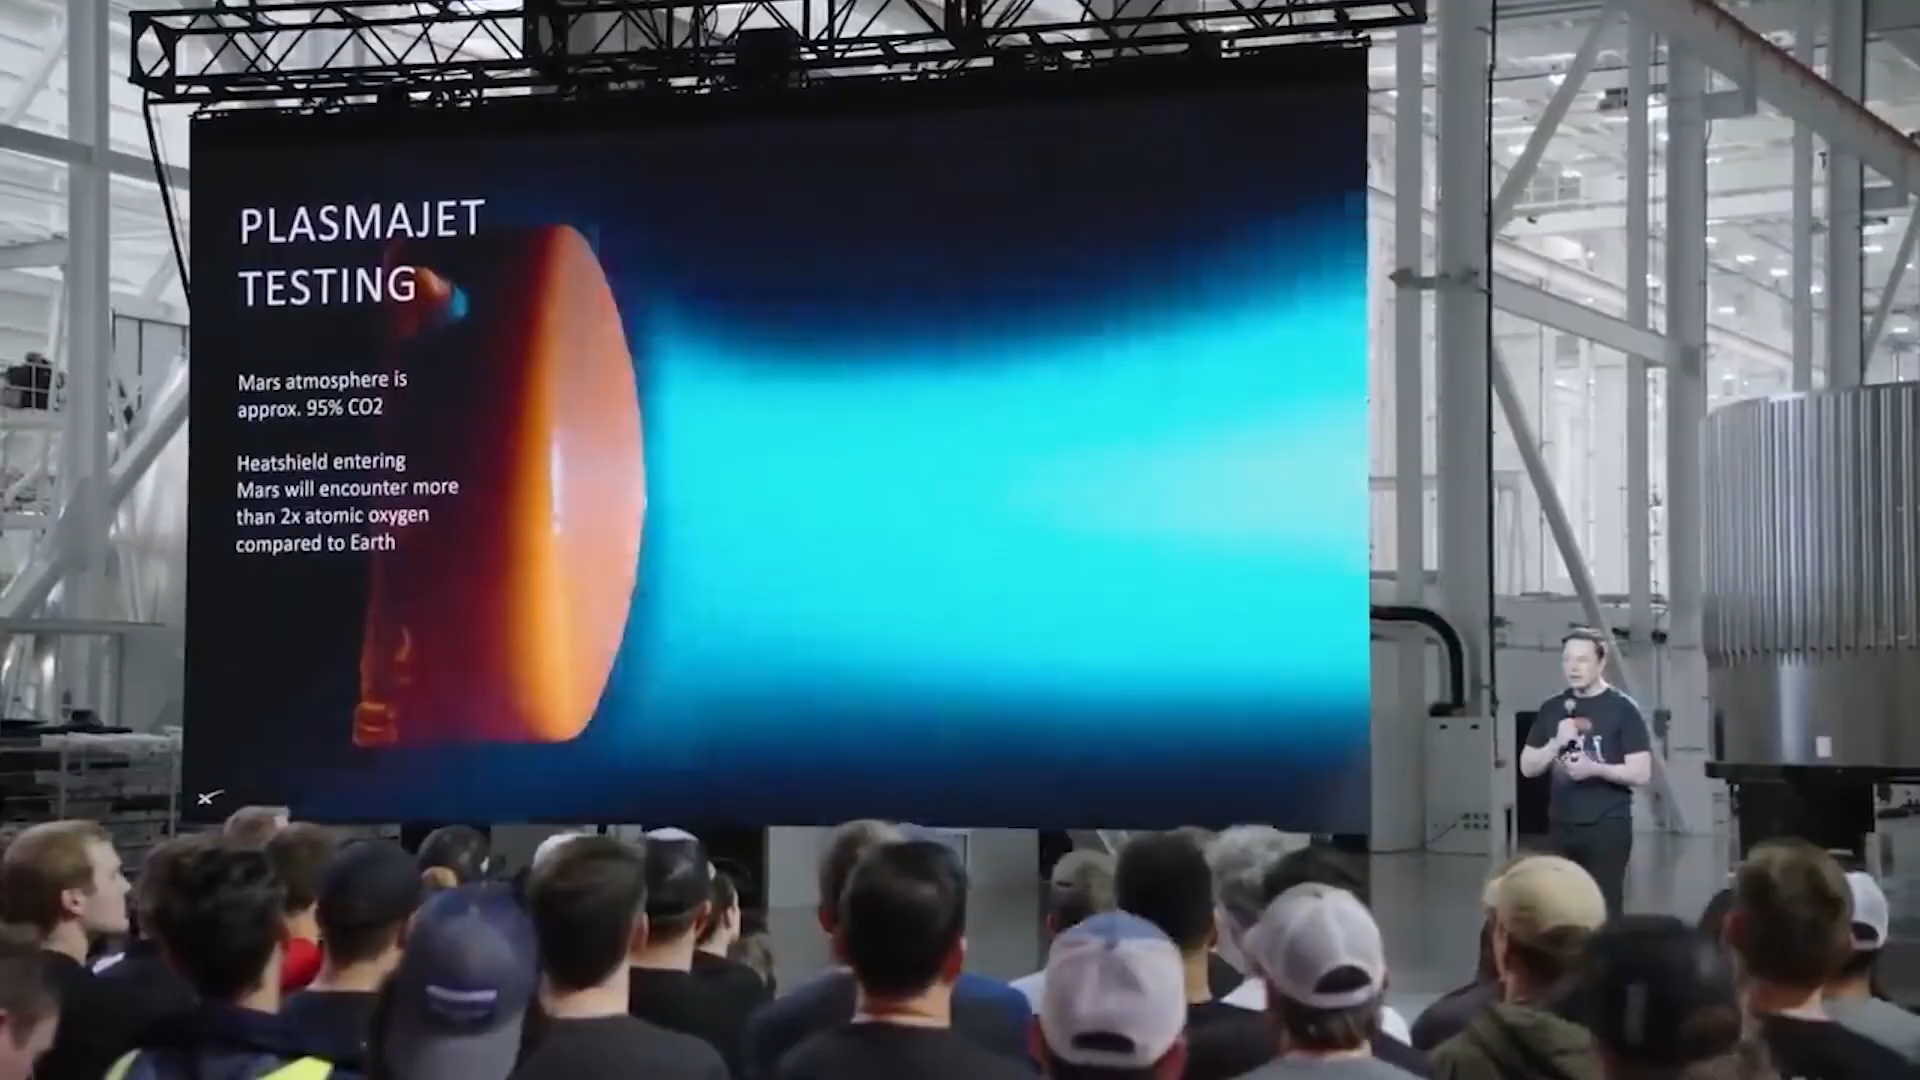 PLASMAJET
TESTING
Mars atmosphere is
approx. 95% CO2
Heatshield entering
Mars will encounter more
than 2x atomic oxygen
compared to Earth